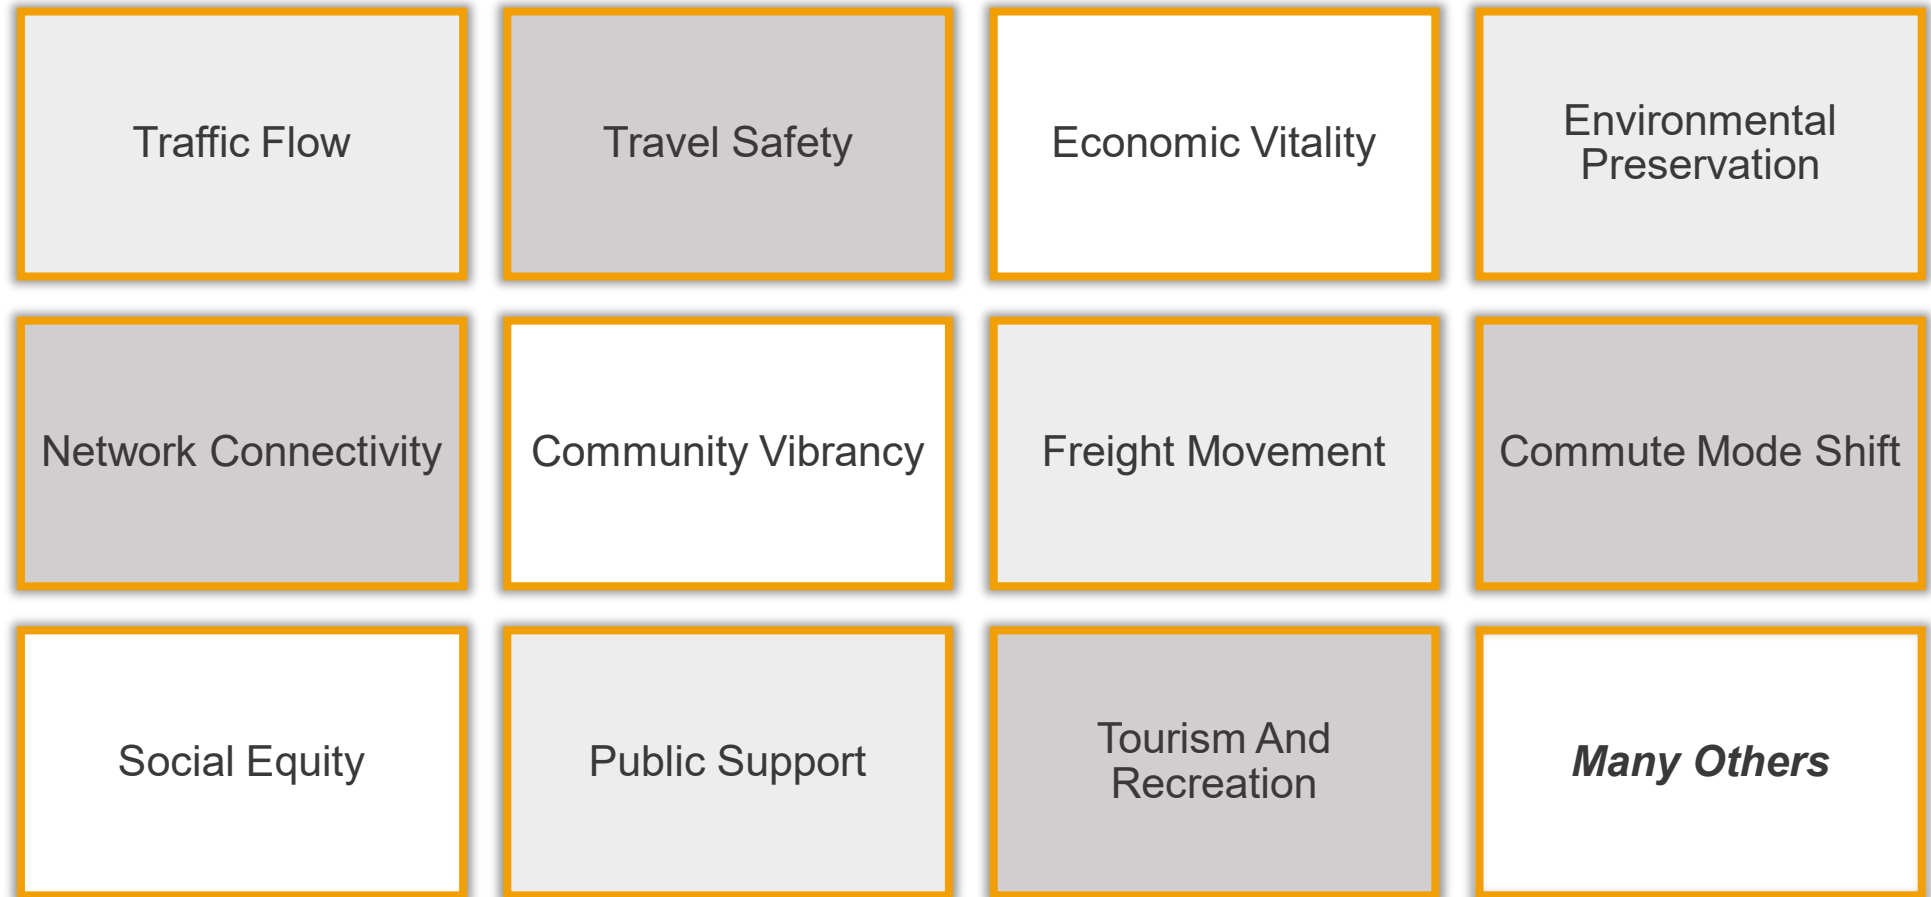 Traffic Flow
Travel Safety
Economic Vitality
Environmental
Preservation
Network Connectivity
Community Vibrancy
Freight Movement
Commute Mode Shift
Social Equity
Public Support
Tourism And
Recreation
Many Others